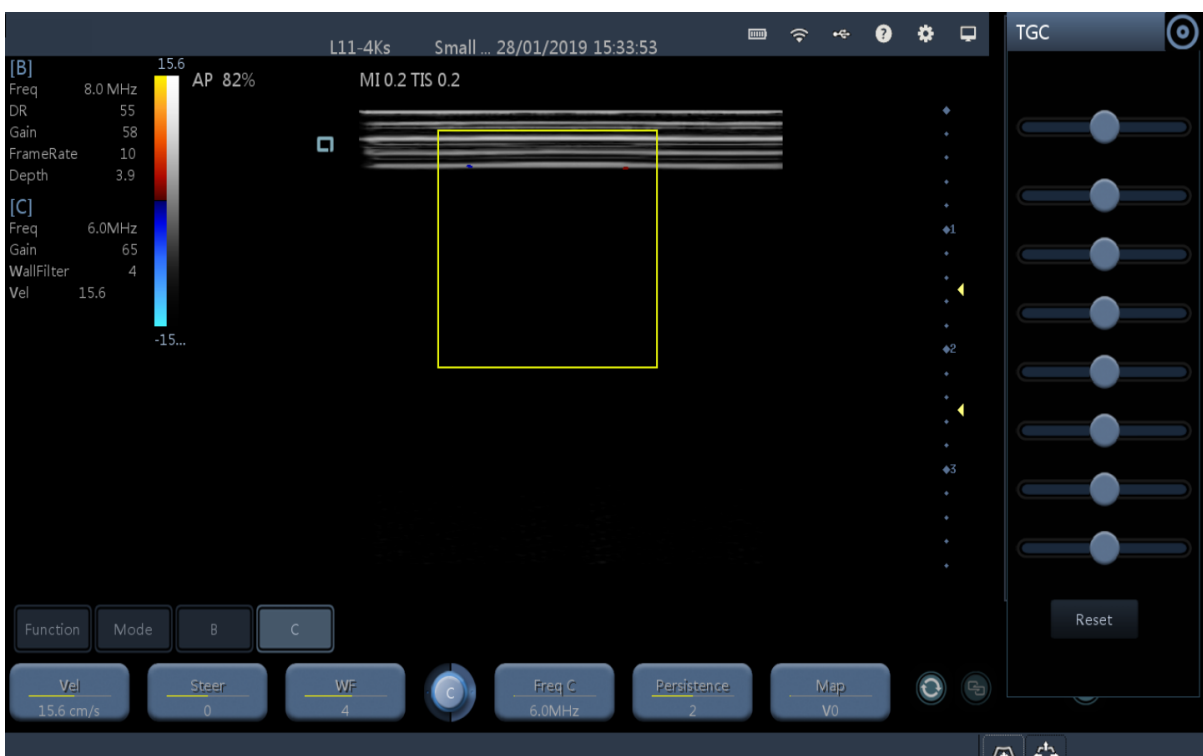 L11-4Ks Small ... 28/01/2019 15:33:53
TGC
[B]
Freq 8.0 MHz
DR 55
Gain 58
FrameRate 10
Depth 3.9
[C]
Freq 6.0MHz
Gain 65
WallFilter 4
Vel 15.6
15.6
-15...
AP 82%
MI 0.2 TIS 0.2
1
2
3
Reset
Function Mode B C
Vel
15.6 cm/s
Steer
0
WF
4
C
Freq C
6.0MHz
Persistence
2
Map
V0